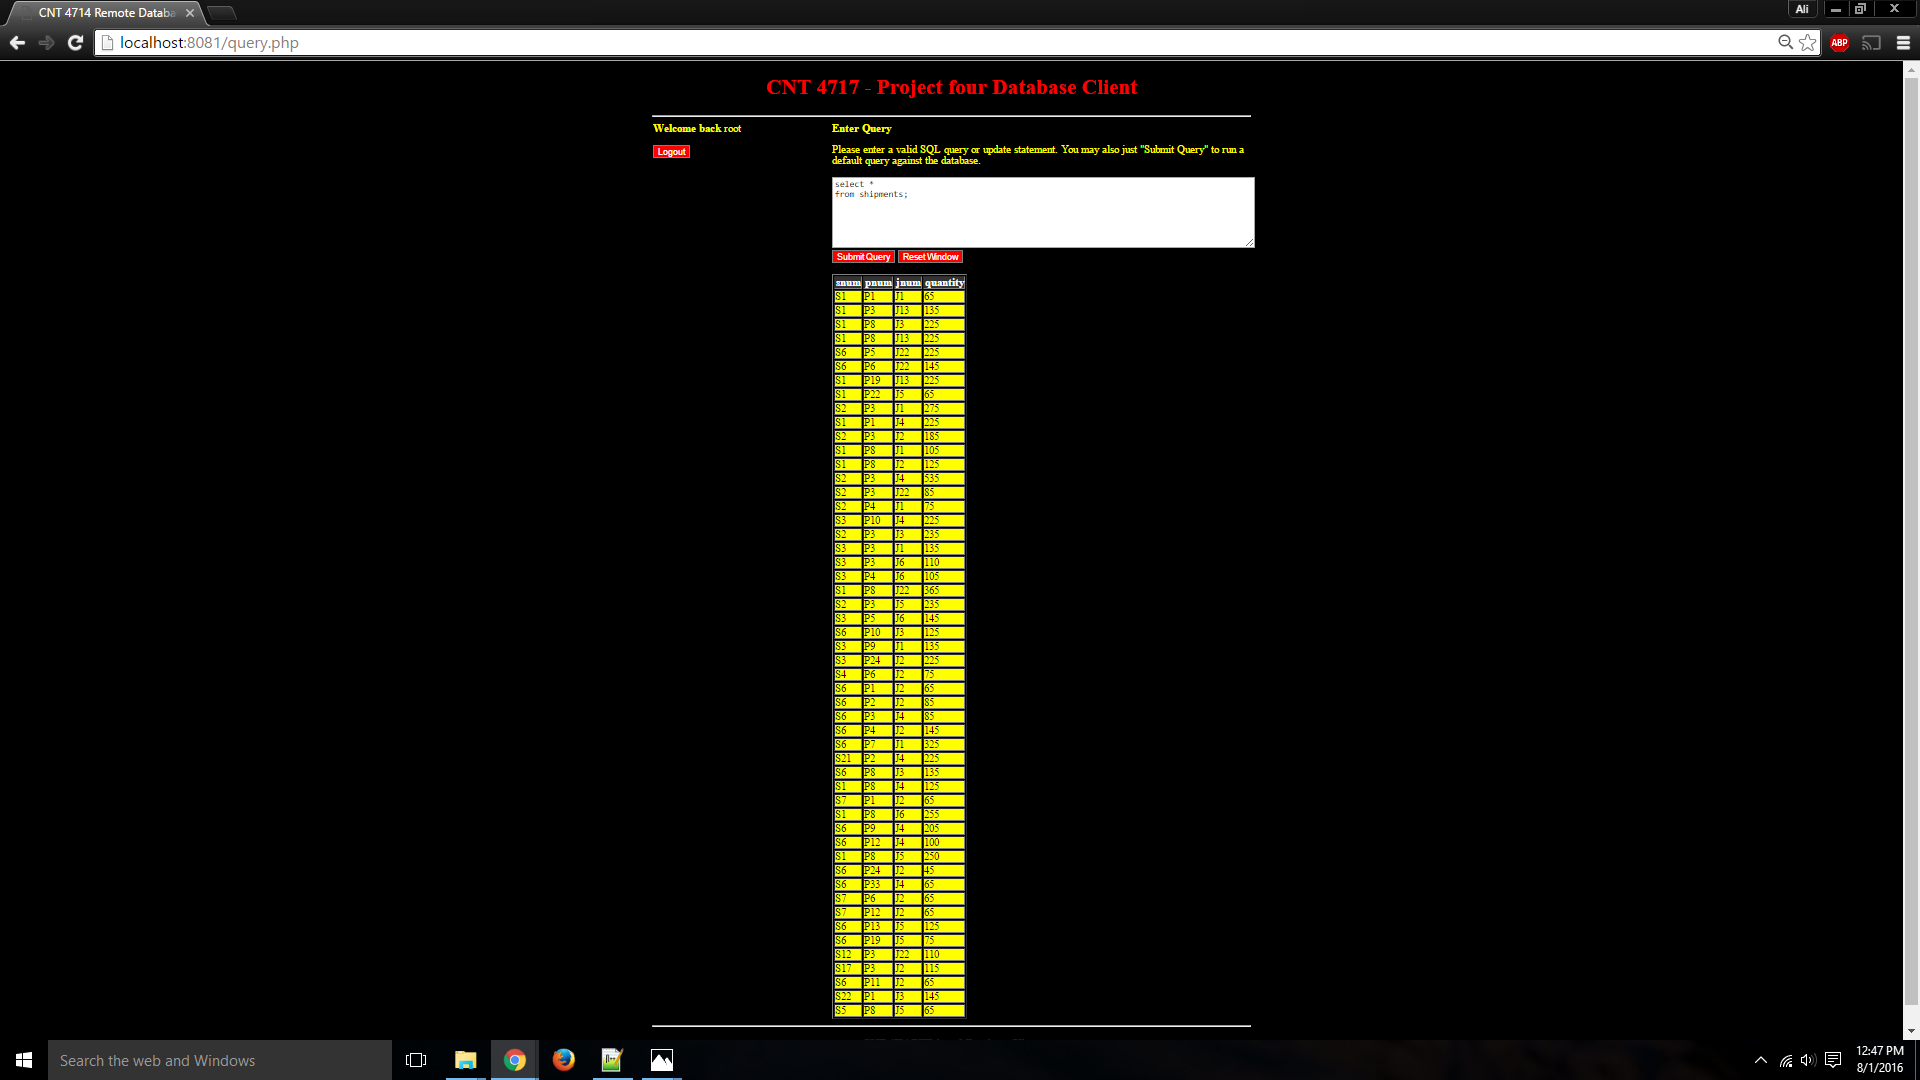 CNT 4714 Remote Databa
Ali
localhost:8081/query.php
ABP
CNT 4717 - Project four Database Client
Welcome back root
Logout
Enter Query
Please enter a valid SQL query or update statement. You may also just "Submit Query" to run a
default query against the database.
select *
from shipments;
Submit Query Reset Window
snum pnum jnum quantity
S1 P1 J1 65
S1 P3 J13 135
S1 P8 J3 225
S1 P8 J13 225
S6 P5 J22 225
S6 P6 J22 145
S1 P19 J13 225
S1 P22 J5 65
S2 P3 J1 275
S1 P1 J4 225
S2 P3 J2 185
S1 P8 J1 105
S1 P8 J2 125
S2 P3 J4 535
S2 P3 J22 85
S2 P4 J1 75
S3 P10 J4 225
S2 P3 J3 235
S3 P3 J1 135
S3 P3 J6 110
S3 P4 J6 105
S1 P8 J22 365
S2 P3 J5 235
S3 P5 J6 145
S6 P10 J3 125
S3 P9 J1 135
S3 P24 J2 225
S4 P6 J2 75
S6 P1 J2 65
S6 P2 J2 85
S6 P3 J4 85
S6 P4 J2 145
S6 P7 J1 325
S21 P2 J4 225
S6 P8 J3 135
S1 P8 J4 125
S7 P1 J2 65
S1 P8 J6 255
S6 P9 J4 205
S6 P12 J4 100
S1 P8 J5 250
S6 P24 J2 45
S6 P33 J4 65
S7 P6 J2 65
S7 P12 J2 65
S6 P13 J5 125
S6 P19 J5 75
S12 P3 J22 110
S17 P3 J2 115
S6 P11 J2 65
S22 P1 J3 145
S5 P8 J5 65
Search the web and Windows
12:47 PM
8/1/2016